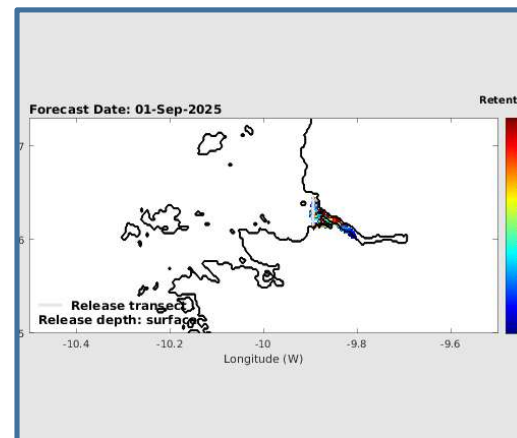 Retent
Forecast Date: 01-Sep-2025
7
6
5
Release transect
Release depth: surface
-10.4 -10.2 -10 -9.8 -9.6
Longitude (W)